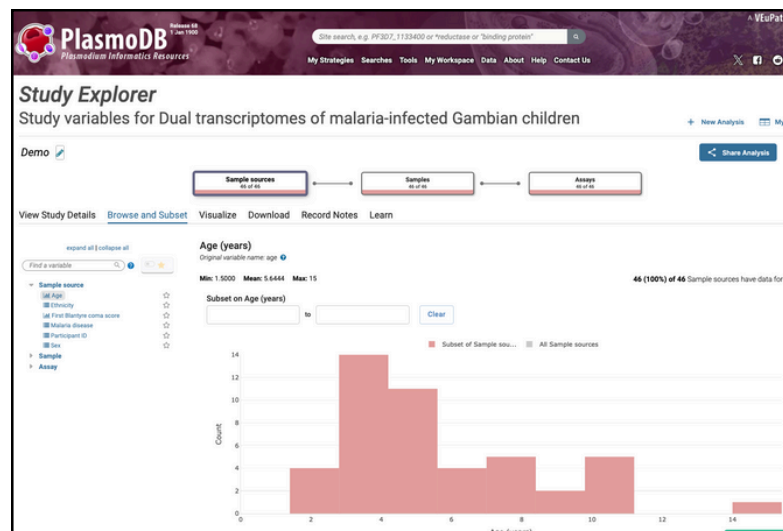 A VEuPat
PlasmoDB
Release 68
1 Jan 1900
Plasmodium Informatics Resources
Site search, e.g. PF3D7_1133400 or *reductase or "binding protein"
My Strategies Searches Tools My Workspace Data About Help Contact Us
Study Explorer
Study variables for Dual transcriptomes of malaria-infected Gambian children
+ New Analysis My
Demo
Share Analysis
Sample sources
46 of 46
Samples
46 of 46
Assays
46 of 46
View Study Details Browse and Subset Visualize Download Record Notes Learn
expand all | collapse all
Find a variable
Sample source
Age
Ethnicity
First Blantyre coma score
Malaria disease
Participant ID
Sex
Sample
Assay
Age (years)
Original variable name: age
Min: 1.5000 Mean: 5.6444 Max: 15
46 (100%) of 46 Sample sources have data for
Subset on Age (years)
to
Clear
Subset of Sample sou... All Sample sources
14
12
10
8
6
4
2
0
Count
0 2 4 6 8 10 12 14